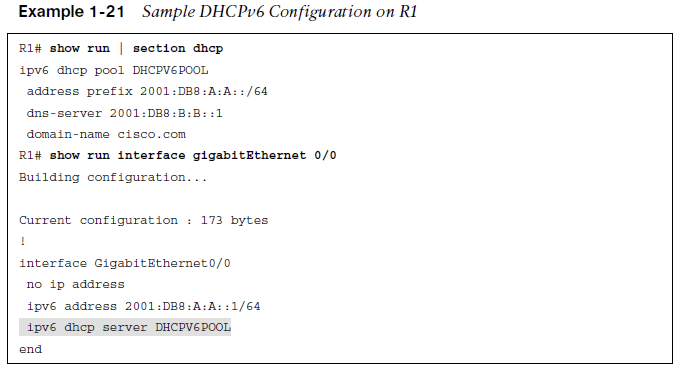 Example 1-21 Sample DHCPv6 Configuration on R1
R1# show run | section dhcp
ipv6 dhcp pool DHCPV6POOL
address prefix 2001:DB8:A:A::/64
dns-server 2001:DB8:B:B::1
domain-name cisco.com
R1# show run interface gigabitEthernet 0/0
Building configuration...
Current configuration : 173 bytes
!
interface GigabitEthernet0/0
no ip address
ipv6 address 2001:DB8:A:A::1/64
ipv6 dhcp server DHCPV6POOL
end